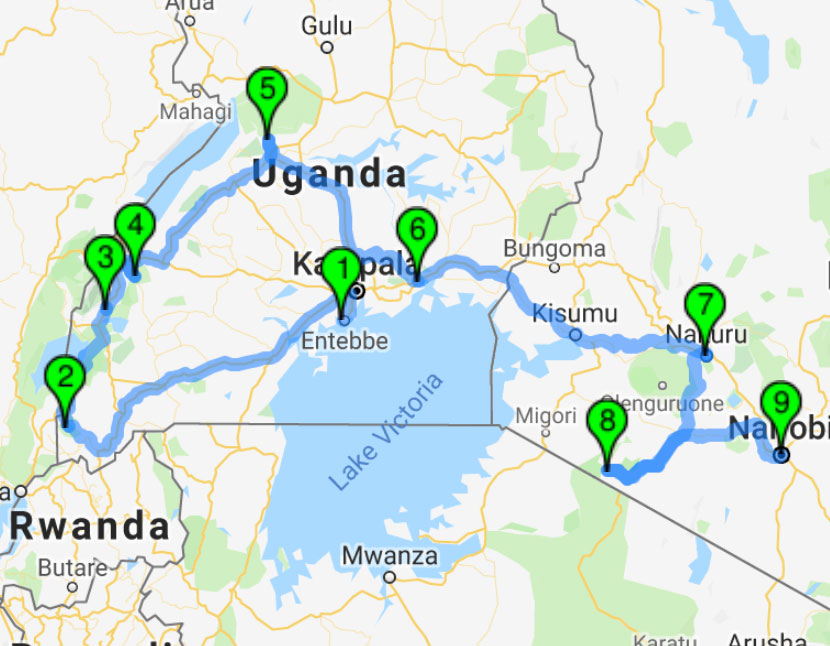 Arua
Gulu
5
Mahagi
Uganda
4
6
3
Kampala
1
Bungoma
Entebbe
Kisumu
7
Nakuru
2
8
Olenguruone
9
Migori
Nairobi
Lake Victoria
Rwanda
Butare
Mwanza
Karatu
Arusha